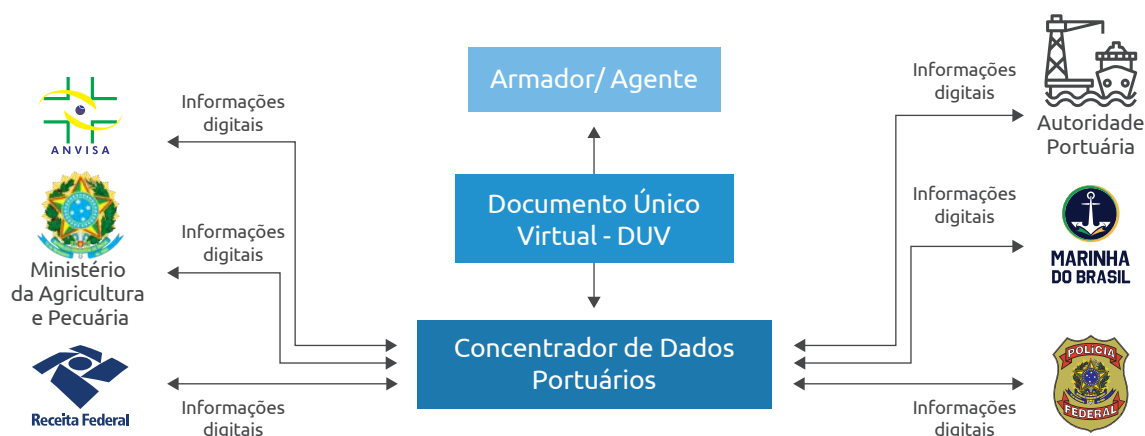 Armador/ Agente
Documento Único
Virtual - DUV
Concentrador de Dados
Portuários
ANVISA
Informações
digitais
Ministério
da Agricultura
e Pecuária
Informações
digitais
Receita Federal
Informações
digitais
Informações
digitais
Autoridade
Portuária
Informações
digitais
MARINHA
DO BRASIL
Informações
digitais
POLÍCIA
FEDERAL